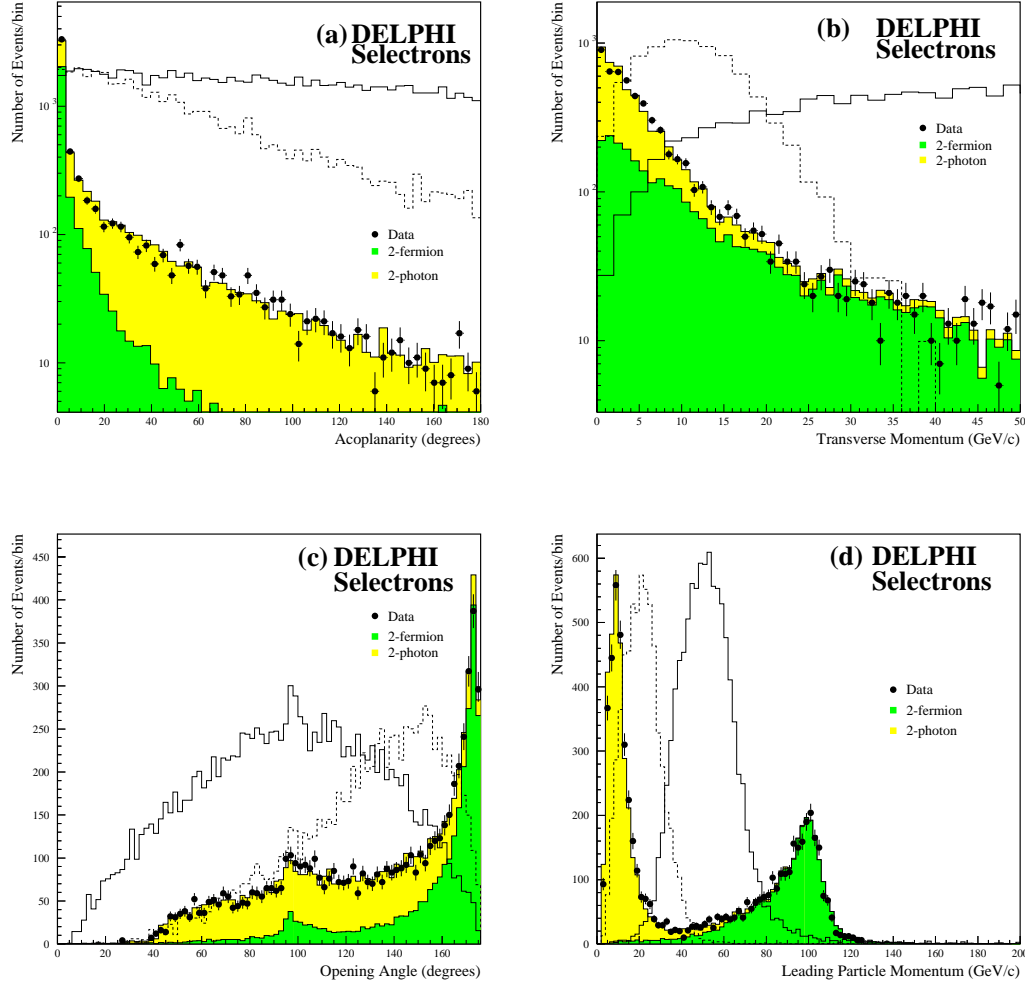 (a) DELPHI
Selectrons
Number of Events/bin
10^3
10^2
10
Data
2-fermion
2-photon
0 20 40 60 80 100 120 140 160 180
Acoplanarity (degrees)
(b) DELPHI
Selectrons
Number of Events/bin
10^3
10^2
10
Data
2-fermion
2-photon
0 5 10 15 20 25 30 35 40 45 50
Transverse Momentum (GeV/c)
(c) DELPHI
Selectrons
Number of Events/bin
450
400
350
300
250
200
150
100
50
0
Data
2-fermion
2-photon
0 20 40 60 80 100 120 140 160
Opening Angle (degrees)
(d) DELPHI
Selectrons
Number of Events/bin
600
500
400
300
200
100
0
Data
2-fermion
2-photon
0 20 40 60 80 100 120 140 160 180 200
Leading Particle Momentum (GeV/c)